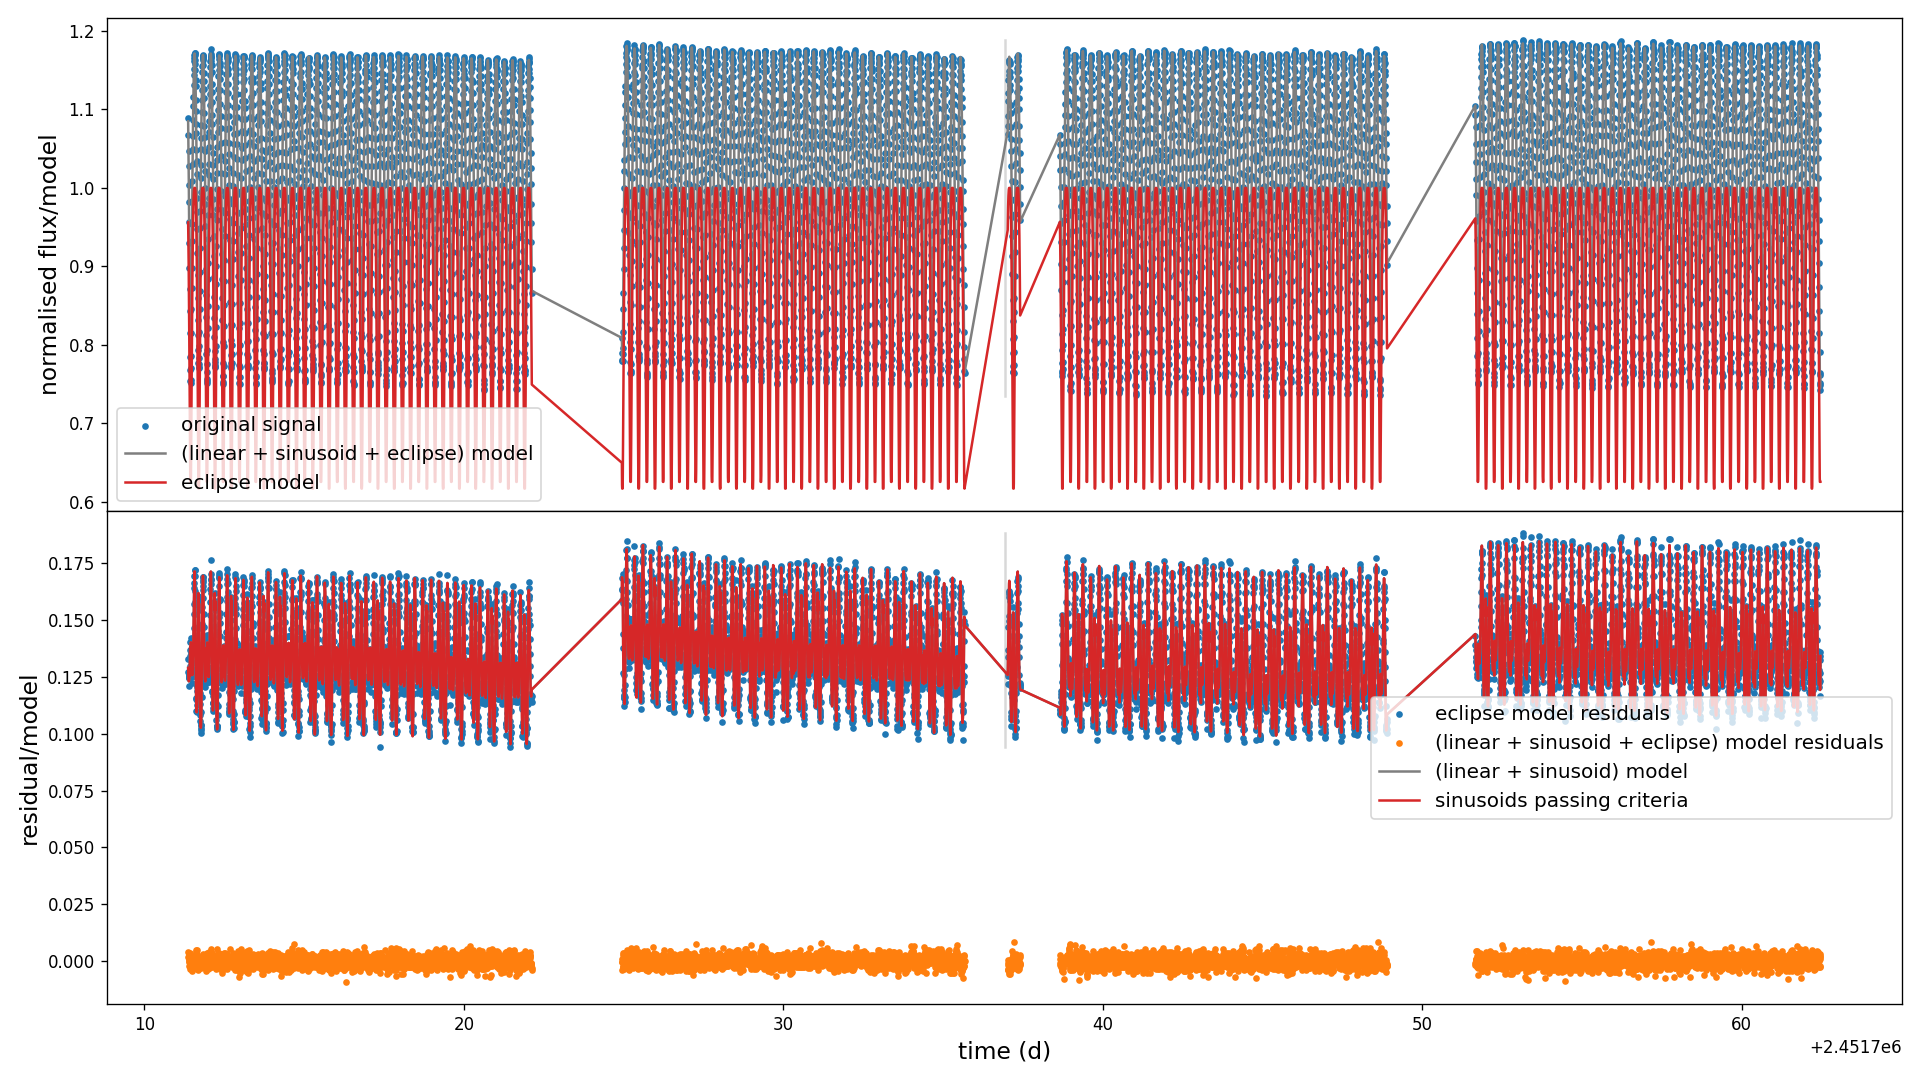 1.2
1.1
1.0
0.9
0.8
0.7
0.6
normalised flux/model
original signal
(linear + sinusoid + eclipse) model
eclipse model
0.175
0.150
0.125
0.100
0.075
0.050
0.025
0.000
residual/model
eclipse model residuals
(linear + sinusoid + eclipse) model residuals
(linear + sinusoid) model
sinusoids passing criteria
10
20
30
40
50
60
time (d)
+2.4517e6